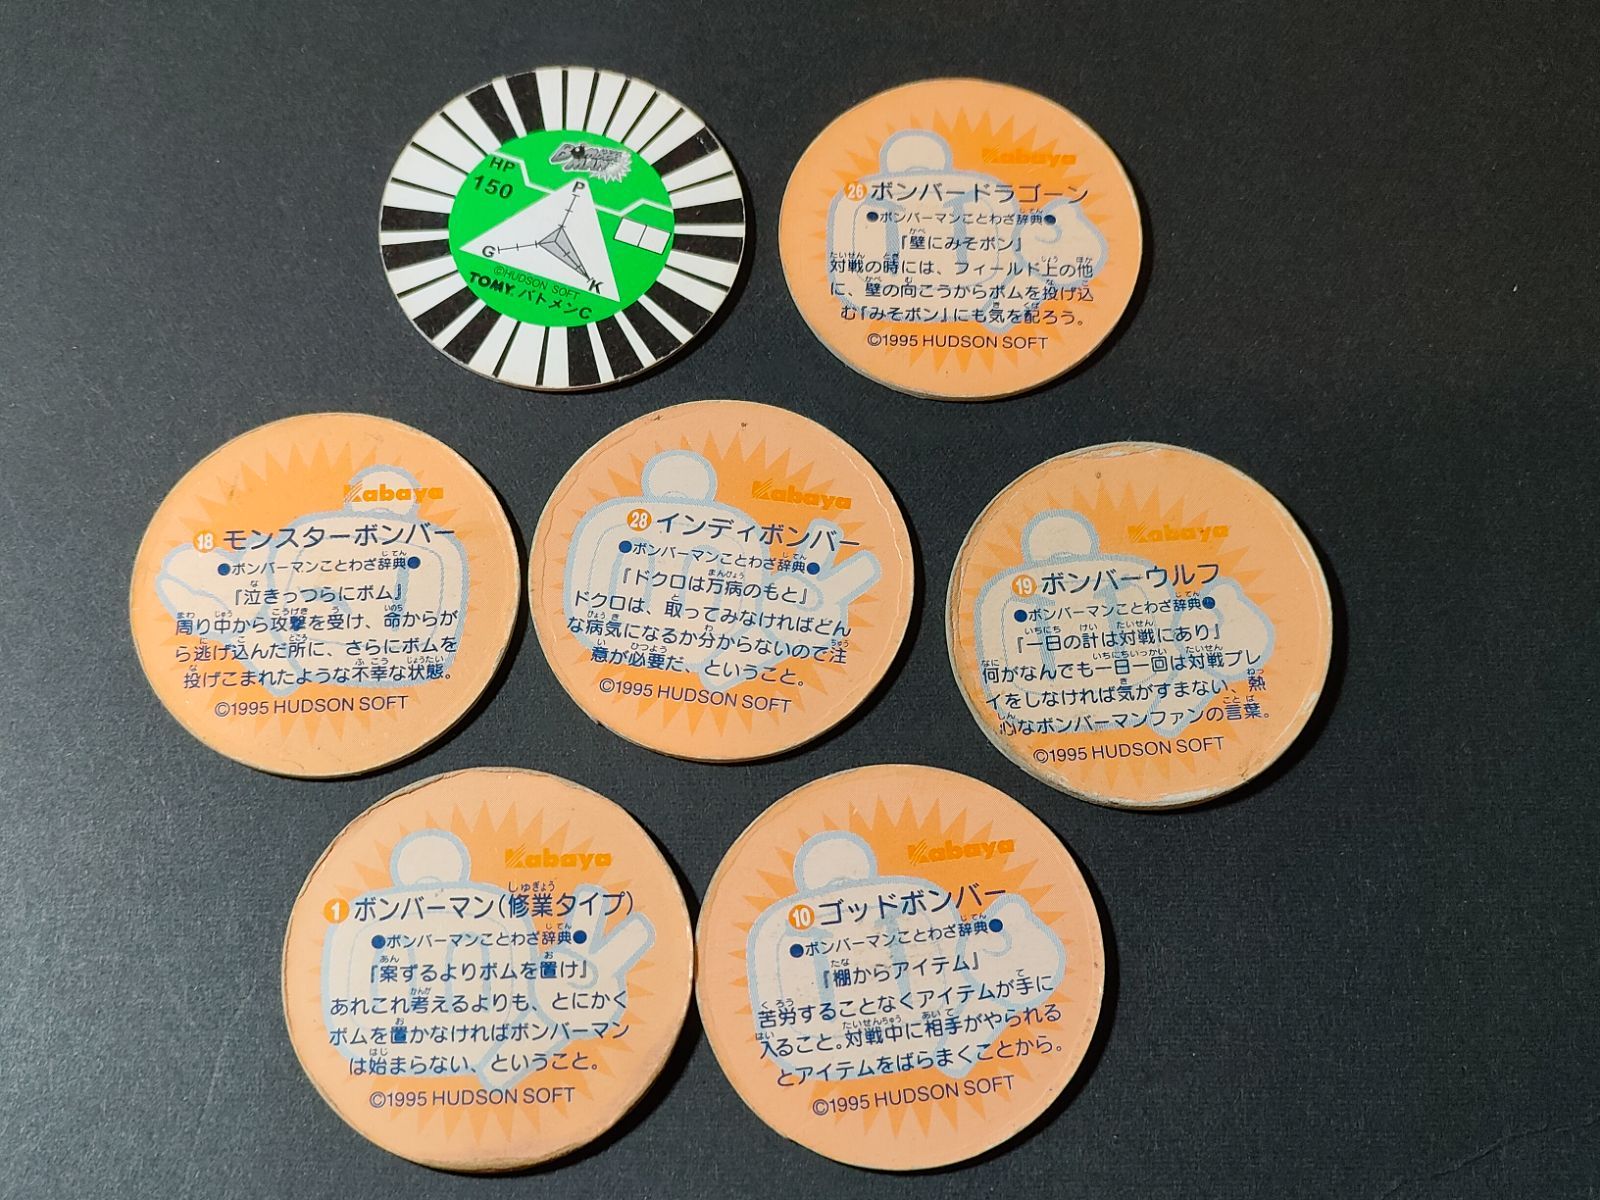 BOMBER MAN
HP
150
P
G
K
©HUDSON SOFT
TOMY. バトメンC
Kabaya
26 ボンバードラゴーン
●ボンバーマンことわざ辞典●
『壁にみそボン』
対戦の時には、フィールド上の他
に、壁の向こうからボムを投げ込
む『みそボン』にも気を配ろう。
©1995 HUDSON SOFT
Kabaya
18 モンスターボンバー
●ボンバーマンことわざ辞典●
『泣きっつらにボム』
周り中から攻撃を受け、命からが
ら逃げ込んだ所に、さらにボムを
投げこまれたような不幸な状態。
©1995 HUDSON SOFT
Kabaya
28 インディボンバー
●ボンバーマンことわざ辞典●
『ドクロは万病のもと』
ドクロは、取ってみなければどん
な病気になるか分からないので注
意が必要だ、ということ。
©1995 HUDSON SOFT
Kabaya
19 ボンバーウルフ
●ボンバーマンことわざ辞典●
『一日の計は対戦にあり』
何がなんでも一日一回は対戦プレ
イをしなければ気がすまない、熱
心なボンバーマンファンの言葉。
©1995 HUDSON SOFT
Kabaya
1 ボンバーマン(修業タイプ)
●ボンバーマンことわざ辞典●
『案ずるよりボムを置け』
あれこれ考えるよりも、とにかく
ボムを置かなければボンバーマン
は始まらない、ということ。
©1995 HUDSON SOFT
Kabaya
10 ゴッドボンバー
●ボンバーマンことわざ辞典●
『棚からアイテム』
苦労することなくアイテムが手に
入ること。対戦中に相手がやられる
とアイテムをばらまくことから。
©1995 HUDSON SOFT